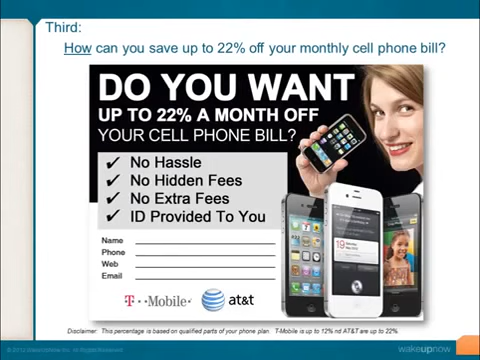 Third:
How can you save up to 22% off your monthly cell phone bill?
DO YOU WANT
UP TO 22% A MONTH OFF
YOUR CELL PHONE BILL?
✓ No Hassle
✓ No Hidden Fees
✓ No Extra Fees
✓ ID Provided To You
Name
Phone
Web
Email
T··Mobile·
at&t
Disclaimer: This percentage is based on qualified parts of your phone plan. T-Mobile is up to 12% nd AT&T are up to 22%
wakeupnow